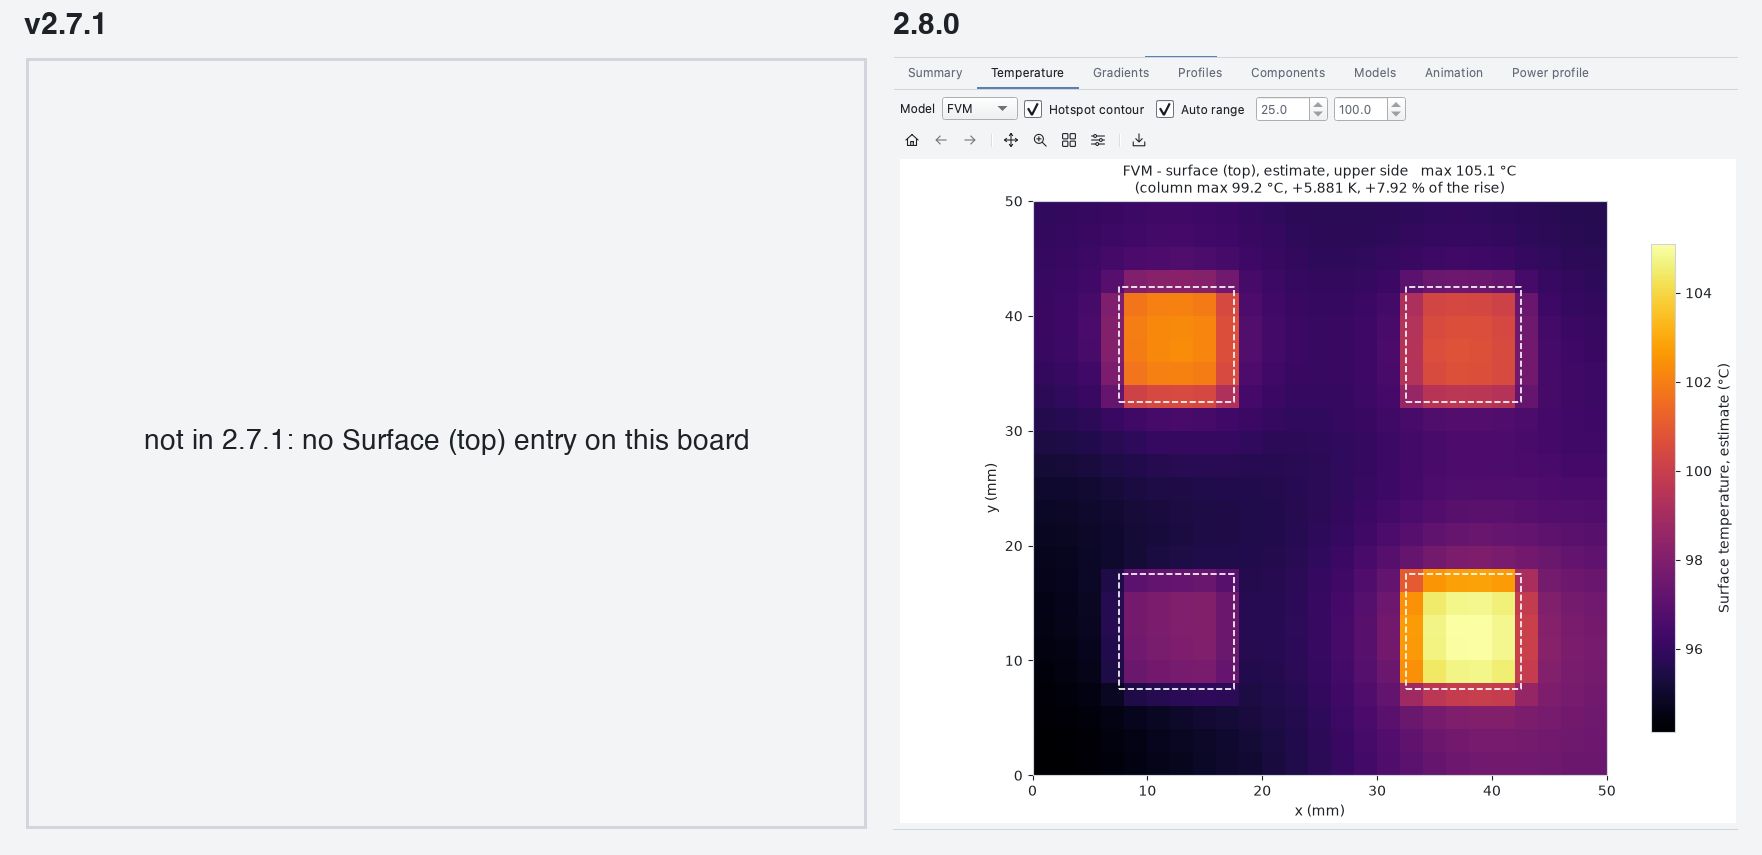 v2.7.1
not in 2.7.1: no Surface (top) entry on this board
2.8.0
Summary Temperature Gradients Profiles Components Models Animation Power profile
Model FVM Hotspot contour Auto range 25.0 100.0
FVM - surface (top), estimate, upper side max 105.1 °C
(column max 99.2 °C, +5.881 K, +7.92 % of the rise)
50
40
30
20
10
0
y (mm)
0 10 20 30 40 50
x (mm)
104
102
100
98
96
Surface temperature, estimate (°C)